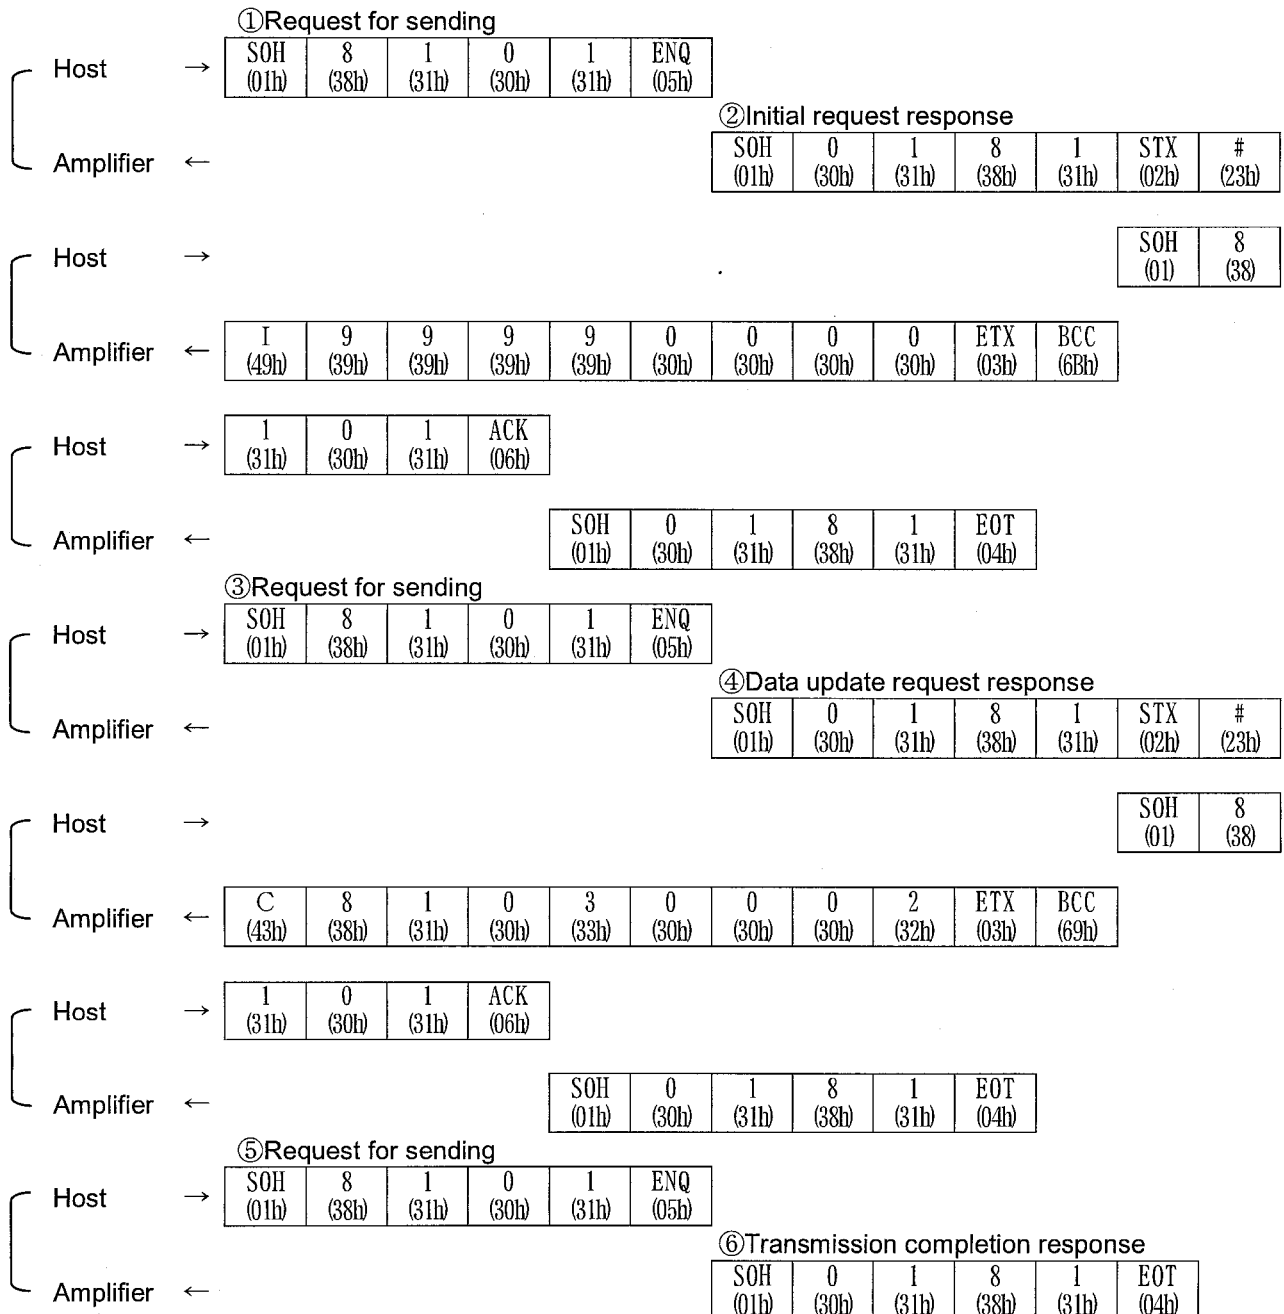 ①Request for sending
SOH 8 1 0 1 ENQ
Host →
(01h) (38h) (31h) (30h) (31h) (05h)
②Initial request response
SOH 0 1 8 1 STX #
Amplifier ←
(01h) (30h) (31h) (38h) (31h) (02h) (23h)
SOH 8
Host →
(01) (38)
I 9 9 9 9 0 0 0 0 ETX BCC
Amplifier ←
(49h) (39h) (39h) (39h) (39h) (30h) (30h) (30h) (30h) (03h) (6Bh)
1 0 1 ACK
Host →
(31h) (30h) (31h) (06h)
SOH 0 1 8 1 EOT
Amplifier ←
(01h) (30h) (31h) (38h) (31h) (04h)
③Request for sending
SOH 8 1 0 1 ENQ
Host →
(01h) (38h) (31h) (30h) (31h) (05h)
④Data update request response
SOH 0 1 8 1 STX #
Amplifier ←
(01h) (30h) (31h) (38h) (31h) (02h) (23h)
SOH 8
Host →
(01) (38)
C 8 1 0 3 0 0 0 2 ETX BCC
Amplifier ←
(43h) (38h) (31h) (30h) (33h) (30h) (30h) (30h) (32h) (03h) (69h)
1 0 1 ACK
Host →
(31h) (30h) (31h) (06h)
SOH 0 1 8 1 EOT
Amplifier ←
(01h) (30h) (31h) (38h) (31h) (04h)
⑤Request for sending
SOH 8 1 0 1 ENQ
Host →
(01h) (38h) (31h) (30h) (31h) (05h)
⑥Transmission completion response
SOH 0 1 8 1 EOT
Amplifier ←
(01h) (30h) (31h) (38h) (31h) (04h)